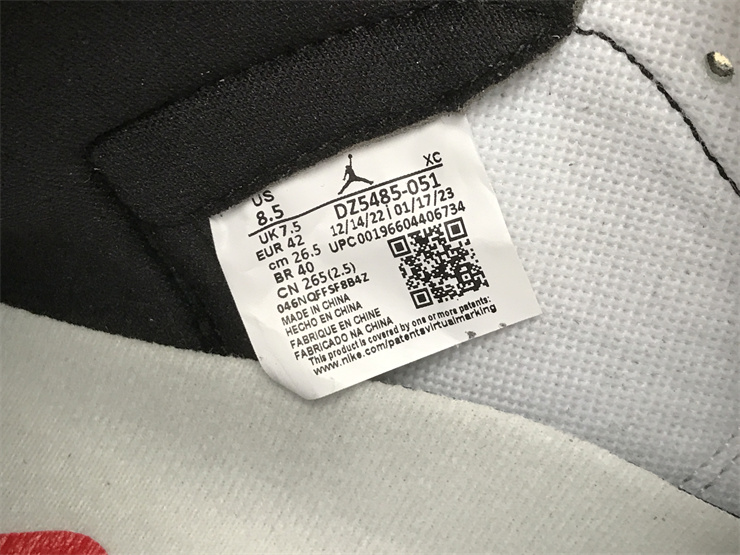 US XC
8.5 DZ5485-051
UK 7.5 12/14/22 | 01/17/23
EUR 42 UPC00196604406734
cm 26.5
BR 40
CN 265(2.5)
046NQFFSF8B4Z
MADE IN CHINA
HECHO EN CHINA
FABRIQUE EN CHINE
FABRICADO NA CHINA
This product is covered by one or more patents:
www.nike.com/patentsvirtualmarking